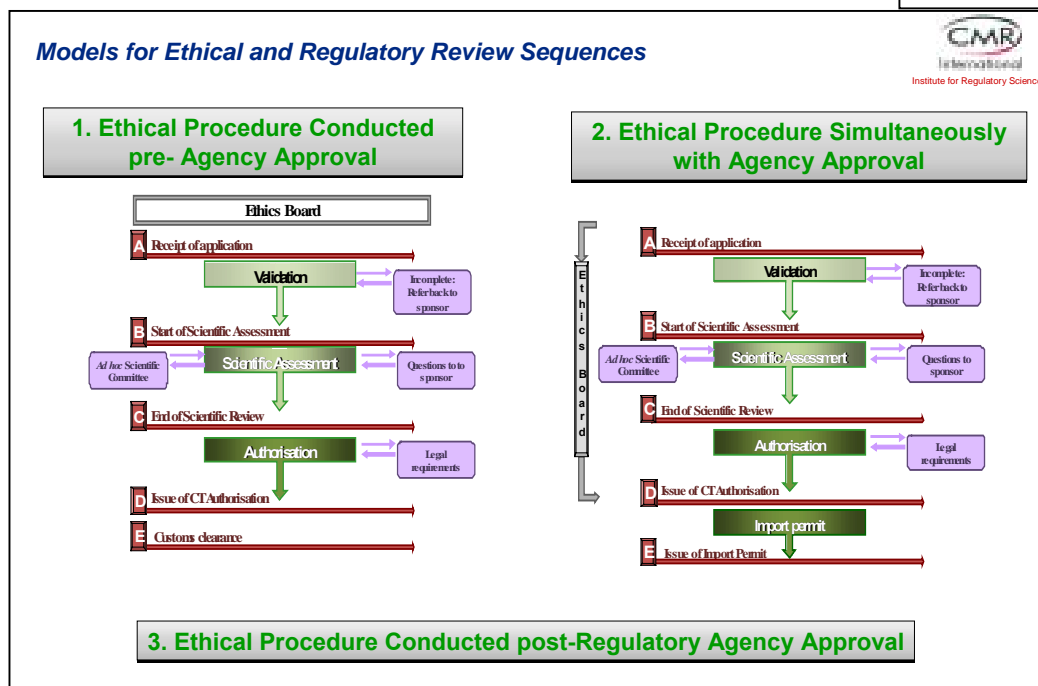 Models for Ethical and Regulatory Review Sequences
CMR
International
Institute for Regulatory Science
1. Ethical Procedure Conducted
pre- Agency Approval
Ethics Board
A Receipt of application
Validation
Incomplete:
Refer back to
sponsor
B Start of Scientific Assessment
Ad hoc Scientific
Committee
Scientific Assessment
Questions to to
sponsor
C End of Scientific Review
Authorisation
Legal
requirements
D Issue of CT Authorisation
E Customs clearance
2. Ethical Procedure Simultaneously
with Agency Approval
Ethics Board
A Receipt of application
Validation
Incomplete:
Refer back to
sponsor
B Start of Scientific Assessment
Ad hoc Scientific
Committee
Scientific Assessment
Questions to
sponsor
C End of Scientific Review
Authorisation
Legal
requirements
D Issue of CT Authorisation
Import permit
E Issue of Import Permit
3. Ethical Procedure Conducted post-Regulatory Agency Approval